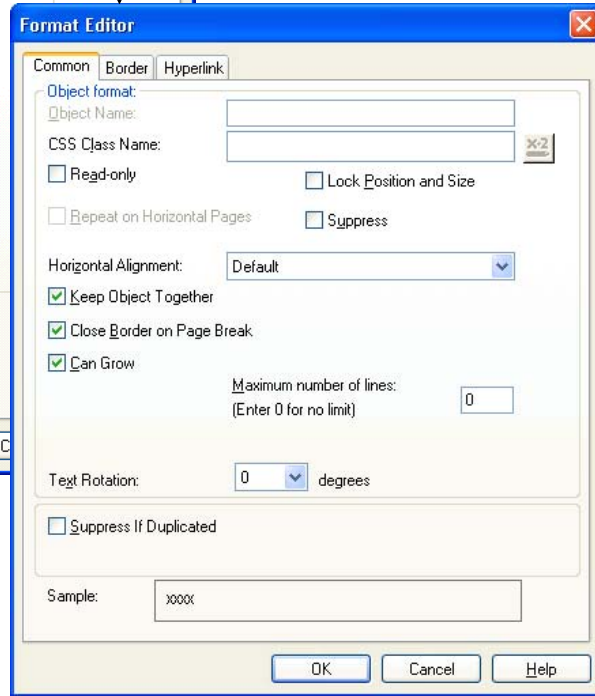 Format Editor
Common Border Hyperlink
Object format:
Object Name:
CSS Class Name:
x-2
Read-only
Lock Position and Size
Repeat on Horizontal Pages
Suppress
Horizontal Alignment: Default
Keep Object Together
Close Border on Page Break
Can Grow
Maximum number of lines:
(Enter 0 for no limit)
0
Text Rotation: 0 degrees
Suppress If Duplicated
Sample: xxxx
OK Cancel Help